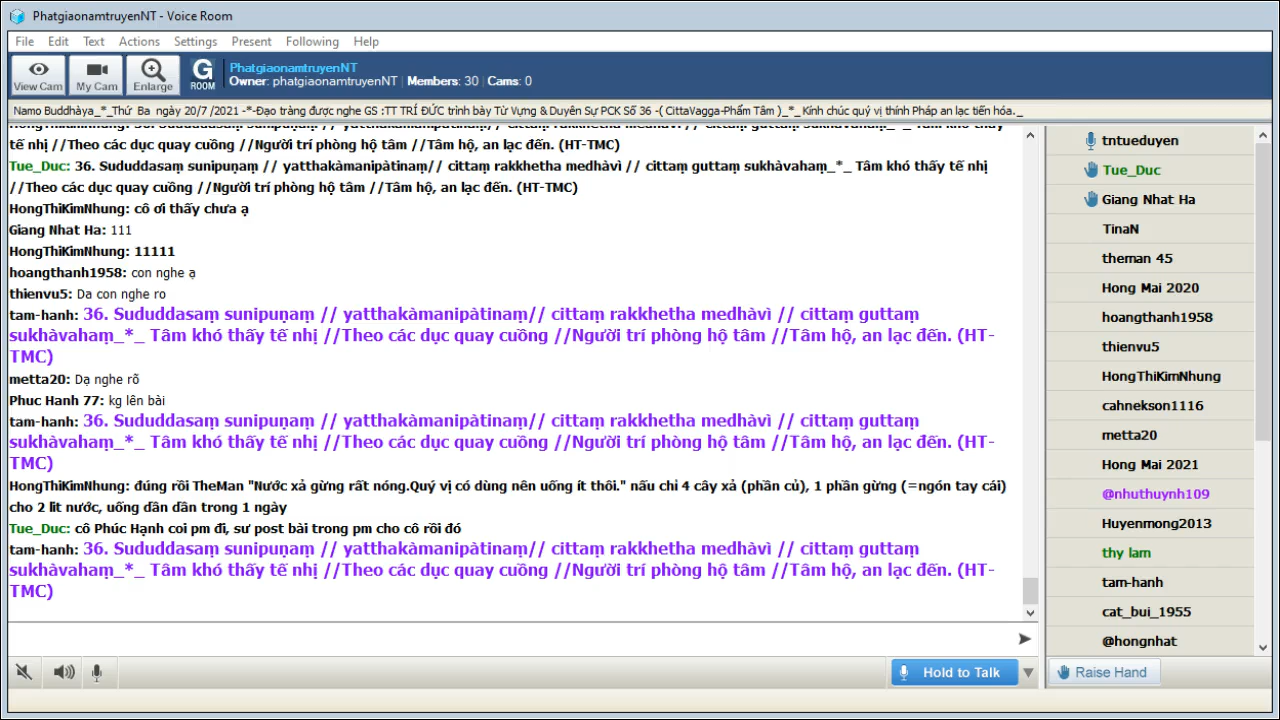 PhatgiaonamtruyenNT - Voice Room
File Edit Text Actions Settings Present Following Help
View Cam My Cam Enlarge G ROOM
PhatgiaonamtruyenNT
Owner: phatgiaonamtruyenNT | Members: 30 | Cams: 0
Namo Buddhàya_*_Thứ Ba ngày 20/7 /2021 -*-Đạo tràng được nghe GS :TT TRÍ ĐỨC trình bày Từ Vựng & Duyên Sự PCK Số 36 -( CittaVagga-Phẩm Tâm )_*_ Kính chúc quý vị thính Pháp an lạc tiến hóa._
HongThiKimNhung: 36. Sududdasaṃ sunipuṇaṃ // yatthakàmanipàtinaṃ// cittaṃ rakkhetha medhàvì // cittaṃ guttaṃ sukhàvahaṃ_*_ Tâm khó thấy
tế nhị //Theo các dục quay cuồng //Người trí phòng hộ tâm //Tâm hộ, an lạc đến. (HT-TMC)
Tue_Duc: 36. Sududdasaṃ sunipuṇaṃ // yatthakàmanipàtinaṃ// cittaṃ rakkhetha medhàvì // cittaṃ guttaṃ sukhàvahaṃ_*_ Tâm khó thấy tế nhị
//Theo các dục quay cuồng //Người trí phòng hộ tâm //Tâm hộ, an lạc đến. (HT-TMC)
HongThiKimNhung: cô ơi thấy chưa ạ
Giang Nhat Ha: 111
HongThiKimNhung: 11111
hoangthanh1958: con nghe ạ
thienvu5: Da con nghe ro
tam-hanh: 36. Sududdasaṃ sunipuṇaṃ // yatthakàmanipàtinaṃ// cittaṃ rakkhetha medhàvì // cittaṃ guttaṃ
sukhàvahaṃ_*_ Tâm khó thấy tế nhị //Theo các dục quay cuồng //Người trí phòng hộ tâm //Tâm hộ, an lạc đến. (HT-
TMC)
metta20: Dạ nghe rõ
Phuc Hanh 77: kg lên bài
tam-hanh: 36. Sududdasaṃ sunipuṇaṃ // yatthakàmanipàtinaṃ// cittaṃ rakkhetha medhàvì // cittaṃ guttaṃ
sukhàvahaṃ_*_ Tâm khó thấy tế nhị //Theo các dục quay cuồng //Người trí phòng hộ tâm //Tâm hộ, an lạc đến. (HT-
TMC)
HongThiKimNhung: đúng rồi TheMan "Nước xả gừng rất nóng.Quý vị có dùng nên uống ít thôi." nấu chi 4 cây xả (phần củ), 1 phần gừng (=ngón tay cái)
cho 2 lit nước, uống dần dần trong 1 ngày
Tue_Duc: cô Phúc Hạnh coi pm đi, sư post bài trong pm cho cô rồi đó
tam-hanh: 36. Sududdasaṃ sunipuṇaṃ // yatthakàmanipàtinaṃ// cittaṃ rakkhetha medhàvì // cittaṃ guttaṃ
sukhàvahaṃ_*_ Tâm khó thấy tế nhị //Theo các dục quay cuồng //Người trí phòng hộ tâm //Tâm hộ, an lạc đến. (HT-
TMC)
Hold to Talk
tntueduyen
Tue_Duc
Giang Nhat Ha
TinaN
theman 45
Hong Mai 2020
hoangthanh1958
thienvu5
HongThiKimNhung
cahnekson1116
metta20
Hong Mai 2021
@nhuthuynh109
Huyenmong2013
thy lam
tam-hanh
cat_bui_1955
@hongnhat
Raise Hand